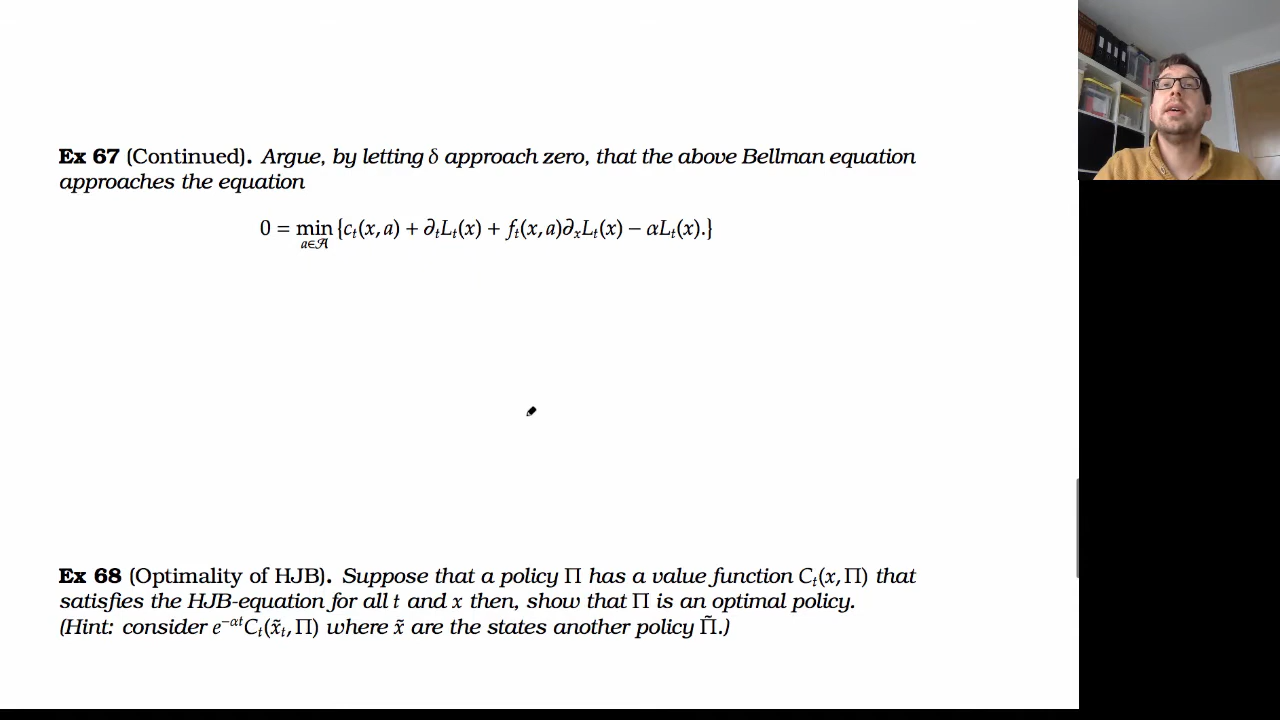 Ex 67 (Continued). Argue, by letting δ approach zero, that the above Bellman equation
approaches the equation
0 = min_{a∈𝒜} {c_t(x, a) + ∂_t L_t(x) + f_t(x, a)∂_x L_t(x) − αL_t(x).}
Ex 68 (Optimality of HJB). Suppose that a policy Π has a value function C_t(x, Π) that
satisfies the HJB-equation for all t and x then, show that Π is an optimal policy.
(Hint: consider e^{−αt}C_t(x̃_t, Π) where x̃ are the states another policy Π̃.)